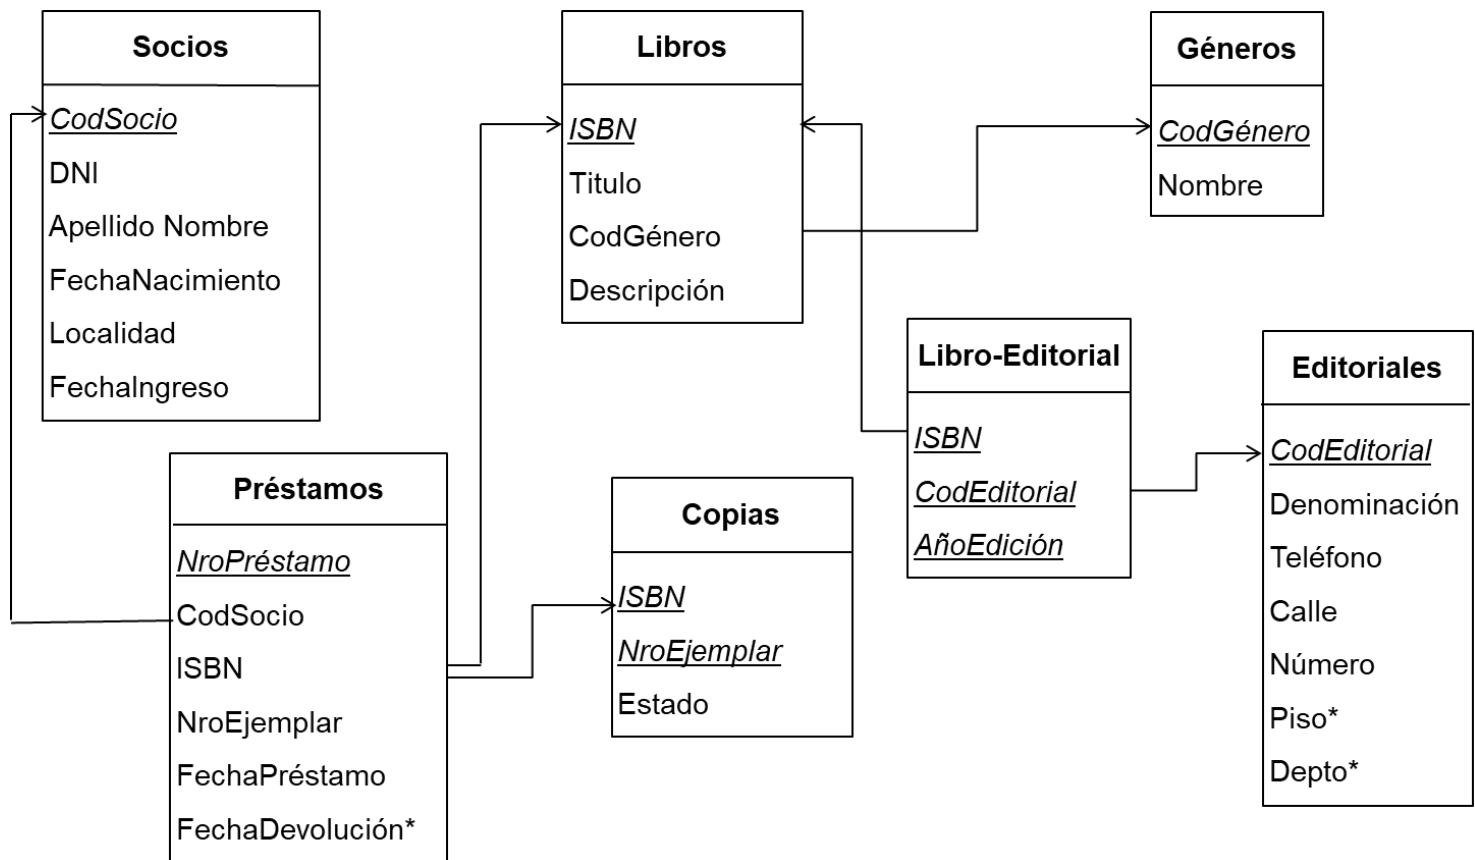 Socios
CodSocio
DNI
Apellido Nombre
FechaNacimiento
Localidad
FechaIngreso
Libros
ISBN
Titulo
CodGénero
Descripción
Géneros
CodGénero
Nombre
Préstamos
NroPréstamo
CodSocio
ISBN
NroEjemplar
FechaPréstamo
FechaDevolución*
Copias
ISBN
NroEjemplar
Estado
Libro-Editorial
ISBN
CodEditorial
AñoEdición
Editoriales
CodEditorial
Denominación
Teléfono
Calle
Número
Piso*
Depto*